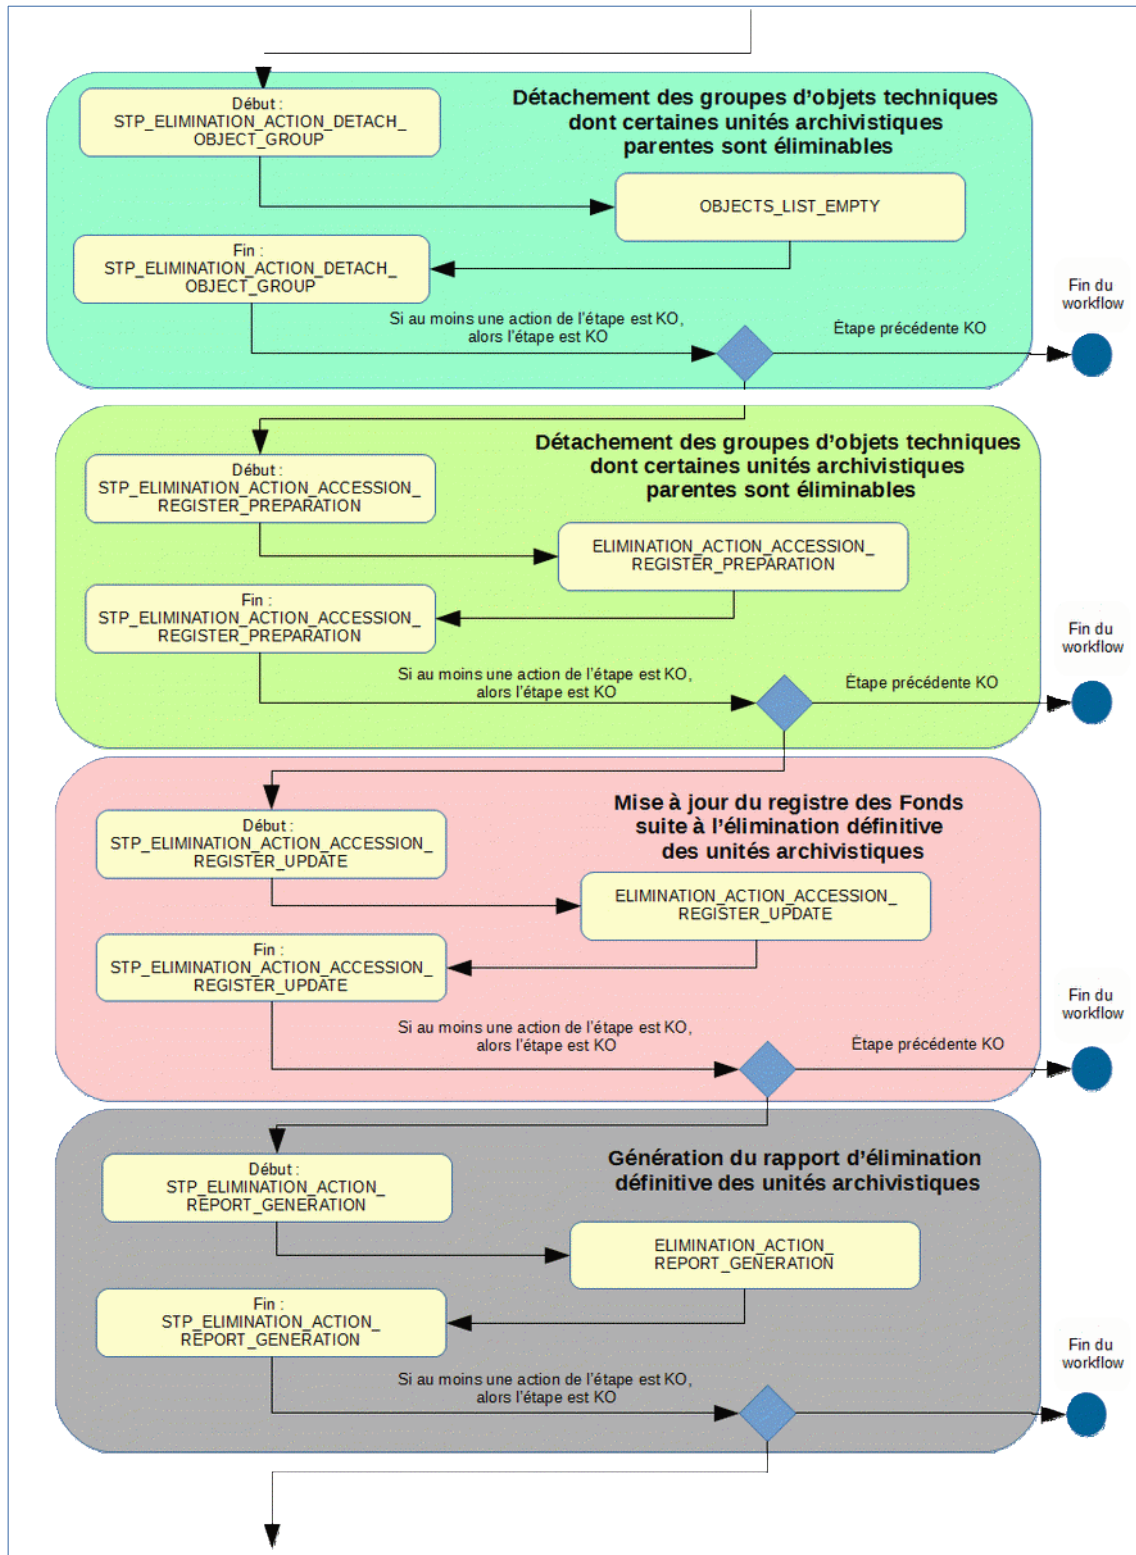 Début :
STP_ELIMINATION_ACTION_DETACH_
OBJECT_GROUP
Détachement des groupes d’objets techniques
dont certaines unités archivistiques
parentes sont éliminables
OBJECTS_LIST_EMPTY
Fin :
STP_ELIMINATION_ACTION_DETACH_
OBJECT_GROUP
Si au moins une action de l’étape est KO,
alors l’étape est KO
Étape précédente KO
Fin du
workflow
Détachement des groupes d’objets techniques
dont certaines unités archivistiques
parentes sont éliminables
Début :
STP_ELIMINATION_ACTION_ACCESSION_
REGISTER_PREPARATION
ELIMINATION_ACTION_ACCESSION_
REGISTER_PREPARATION
Fin :
STP_ELIMINATION_ACTION_ACCESSION_
REGISTER_PREPARATION
Si au moins une action de l’étape est KO,
alors l’étape est KO
Étape précédente KO
Fin du
workflow
Mise à jour du registre des Fonds
suite à l’élimination définitive
des unités archivistiques
Début :
STP_ELIMINATION_ACTION_ACCESSION_
REGISTER_UPDATE
ELIMINATION_ACTION_ACCESSION_
REGISTER_UPDATE
Fin :
STP_ELIMINATION_ACTION_ACCESSION_
REGISTER_UPDATE
Si au moins une action de l’étape est KO,
alors l’étape est KO
Étape précédente KO
Fin du
workflow
Génération du rapport d’élimination
définitive des unités archivistiques
Début :
STP_ELIMINATION_ACTION_
REPORT_GENERATION
ELIMINATION_ACTION_
REPORT_GENERATION
Fin :
STP_ELIMINATION_ACTION_
REPORT_GENERATION
Si au moins une action de l’étape est KO,
alors l’étape est KO
Fin du
workflow